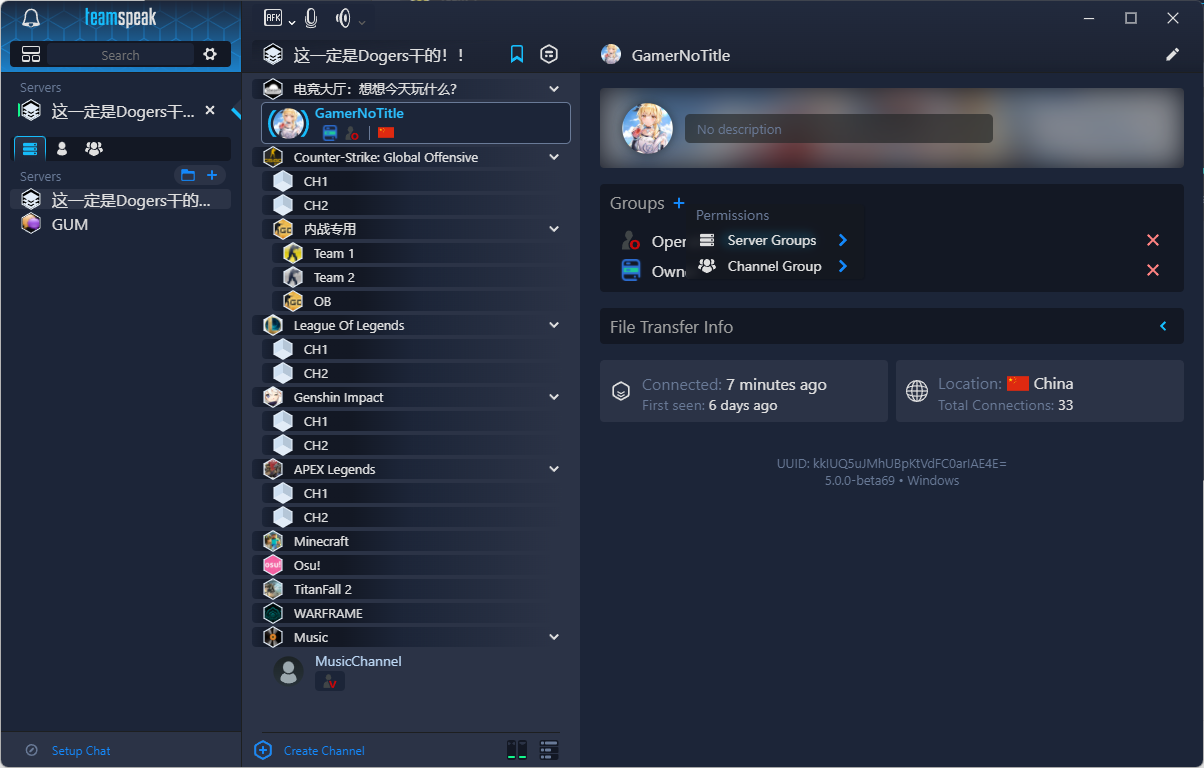 teamspeak
AFK
Search
Servers
这一定是Dogers干...
Servers
这一定是Dogers干的...
GUM
Setup Chat
这一定是Dogers干的！！
电竞大厅：想想今天玩什么?
GamerNoTitle
Counter-Strike: Global Offensive
CH1
CH2
内战专用
Team 1
Team 2
OB
League Of Legends
CH1
CH2
Genshin Impact
CH1
CH2
APEX Legends
CH1
CH2
Minecraft
osu!
Osu!
TitanFall 2
WARFRAME
Music
MusicChannel
Create Channel
GamerNoTitle
No description
Groups
Permissions
Oper
Server Groups
Own
Channel Group
File Transfer Info
Connected: 7 minutes ago
First seen: 6 days ago
Location: China
Total Connections: 33
UUID: kkIUQ5uJMhUBpKtVdFC0arIAE4E=
5.0.0-beta69 • Windows